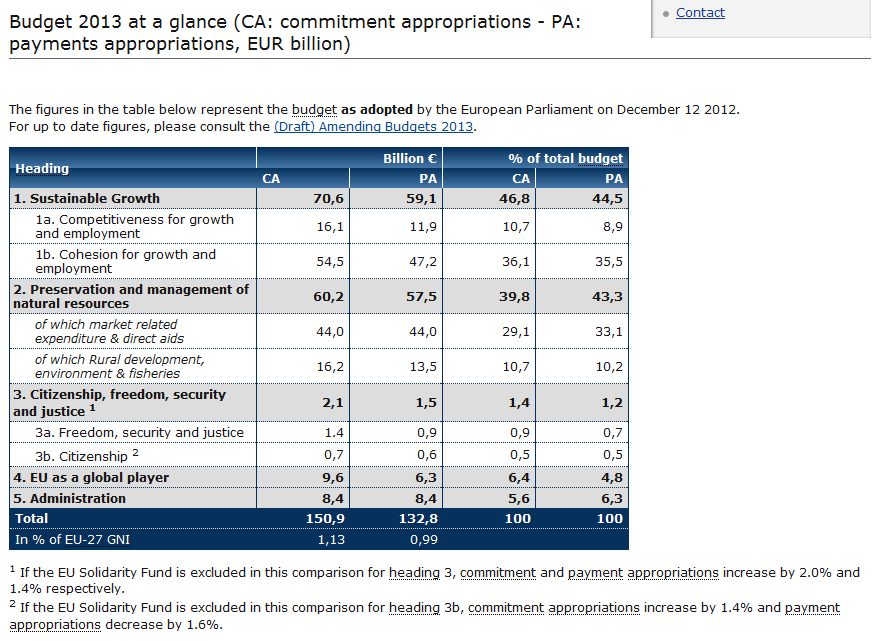 Budget 2013 at a glance (CA: commitment appropriations - PA:
payments appropriations, EUR billion)
Contact
The figures in the table below represent the budget as adopted by the European Parliament on December 12 2012.
For up to date figures, please consult the (Draft) Amending Budgets 2013.
Heading Billion € % of total budget
CA PA CA PA
1. Sustainable Growth 70,6 59,1 46,8 44,5
1a. Competitiveness for growth
and employment 16,1 11,9 10,7 8,9
1b. Cohesion for growth and
employment 54,5 47,2 36,1 35,5
2. Preservation and management of
natural resources 60,2 57,5 39,8 43,3
of which market related
expenditure & direct aids 44,0 44,0 29,1 33,1
of which Rural development,
environment & fisheries 16,2 13,5 10,7 10,2
3. Citizenship, freedom, security
and justice 1 2,1 1,5 1,4 1,2
3a. Freedom, security and justice 1.4 0,9 0,9 0,7
3b. Citizenship 2 0,7 0,6 0,5 0,5
4. EU as a global player 9,6 6,3 6,4 4,8
5. Administration 8,4 8,4 5,6 6,3
Total 150,9 132,8 100 100
In % of EU-27 GNI 1,13 0,99
1 If the EU Solidarity Fund is excluded in this comparison for heading 3, commitment and payment appropriations increase by 2.0% and
1.4% respectively.
2 If the EU Solidarity Fund is excluded in this comparison for heading 3b, commitment appropriations increase by 1.4% and payment
appropriations decrease by 1.6%.